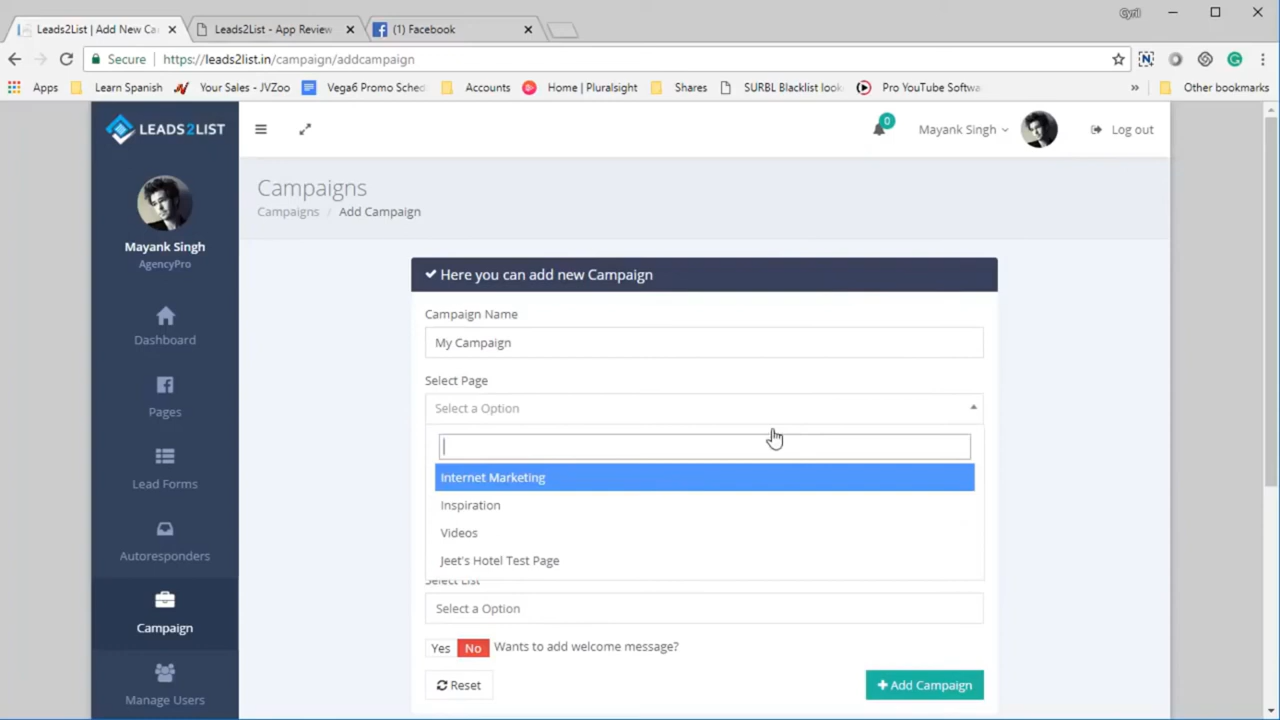 Gyril
Leads2List | Add New Ca
Leads2List - App Review
(1) Facebook
Secure
https://leads2list.in/campaign/addcampaign
Apps
Learn Spanish
Your Sales - JVZoo
Vega6 Promo Sched
Accounts
Home | Pluralsight
Shares
SURBL Blacklist look
Pro YouTube Softwa
»
Other bookmarks
LEADS2LIST
0
Mayank Singh
Log out
Mayank Singh
AgencyPro
Dashboard
Pages
Lead Forms
Autoresponders
Campaign
Manage Users
Campaigns
Campaigns / Add Campaign
Here you can add new Campaign
Campaign Name
My Campaign
Select Page
Select a Option
Internet Marketing
Inspiration
Videos
Jeet's Hotel Test Page
Select List
Select a Option
Yes No Wants to add welcome message?
Reset
+ Add Campaign